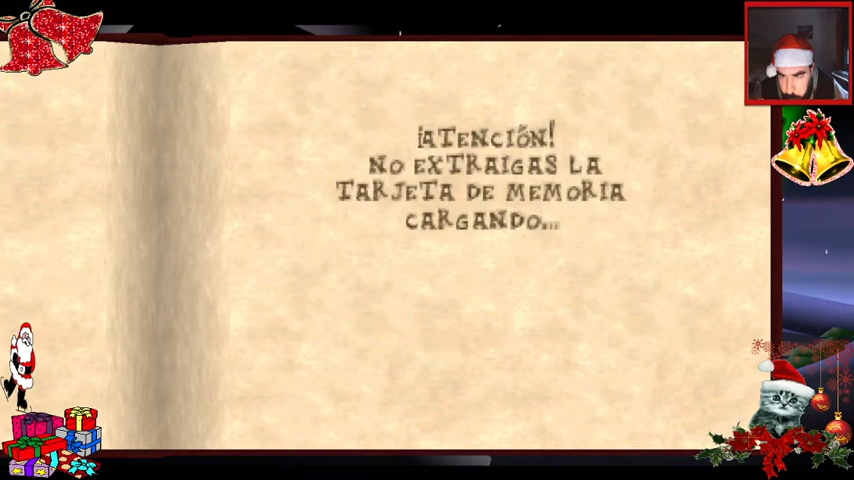 ¡ATENCIÓN!
NO EXTRAIGAS LA
TARJETA DE MEMORIA
CARGANDO...